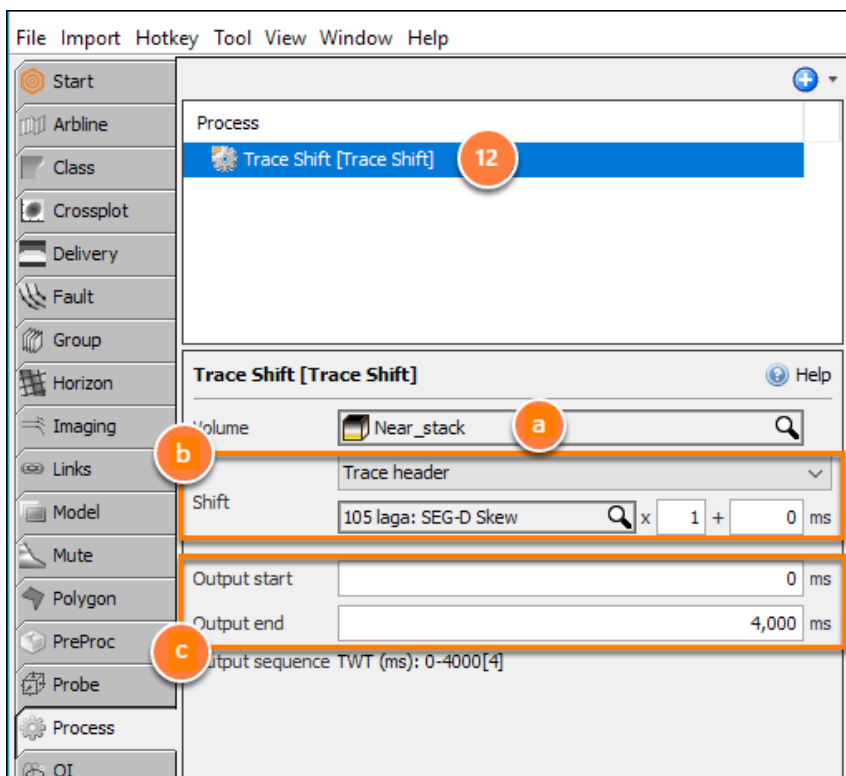 File Import Hotkey Tool View Window Help
Start
Arbline
Class
Crossplot
Delivery
Fault
Group
Horizon
Imaging
Links
Model
Mute
Polygon
PreProc
Probe
Process
QI
Process
Trace Shift [Trace Shift] 12
Trace Shift [Trace Shift] Help
Volume Near_stack a
b
Trace header
Shift
105 laga: SEG-D Skew x 1 + 0 ms
Output start 0 ms
Output end 4,000 ms
c
Output sequence TWT (ms): 0-4000[4]